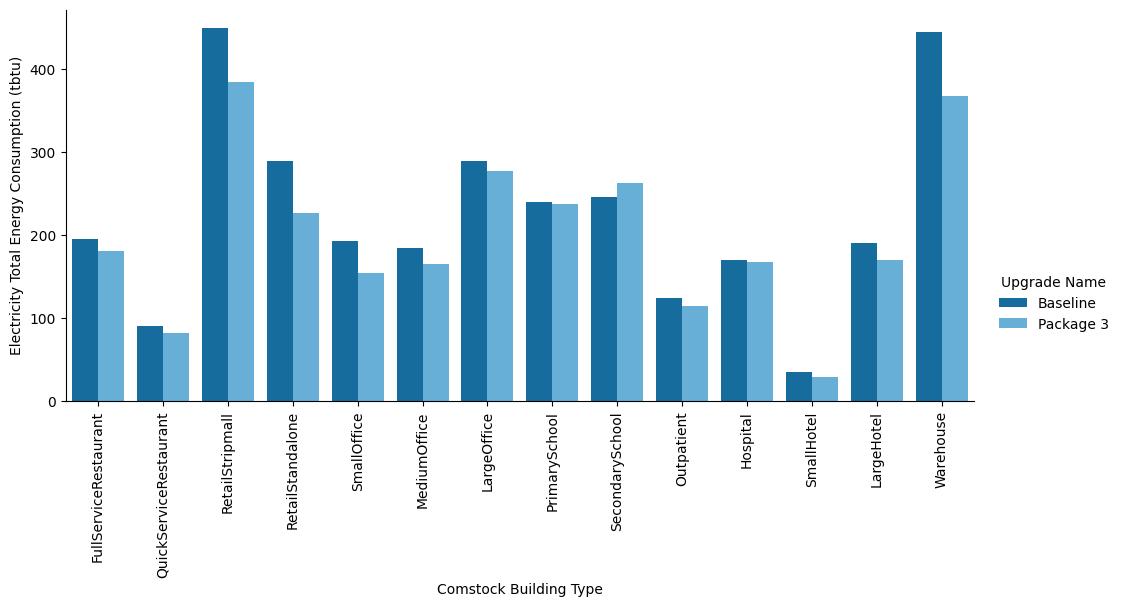 Electricity Total Energy Consumption (tbtu)
400
300
200
100
0
FullServiceRestaurant
QuickServiceRestaurant
RetailStripmall
RetailStandalone
SmallOffice
MediumOffice
LargeOffice
PrimarySchool
SecondarySchool
Outpatient
Hospital
SmallHotel
LargeHotel
Warehouse
Comstock Building Type
Upgrade Name
Baseline
Package 3